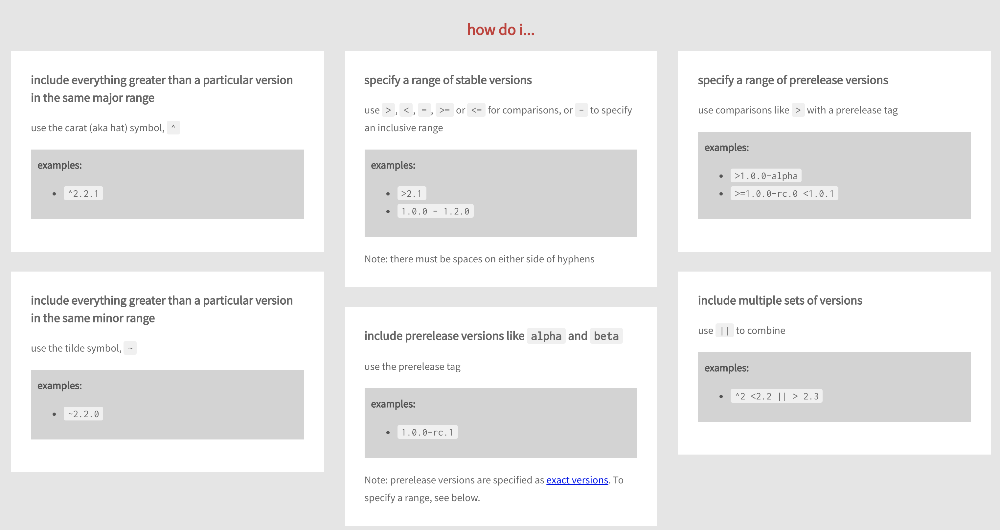 how do i...
include everything greater than a particular version
in the same major range
use the carat (aka hat) symbol, ^
examples:
• ^2.2.1
include everything greater than a particular version
in the same minor range
use the tilde symbol, ~
examples:
• ~2.2.0
specify a range of stable versions
use >, <, =, >= or <= for comparisons, or - to specify
an inclusive range
examples:
• >2.1
• 1.0.0 - 1.2.0
Note: there must be spaces on either side of hyphens
include prerelease versions like alpha and beta
use the prerelease tag
examples:
• 1.0.0-rc.1
Note: prerelease versions are specified as exact versions. To
specify a range, see below.
specify a range of prerelease versions
use comparisons like > with a prerelease tag
examples:
• >1.0.0-alpha
• >=1.0.0-rc.0 <1.0.1
include multiple sets of versions
use || to combine
examples:
• ^2 <2.2 || > 2.3